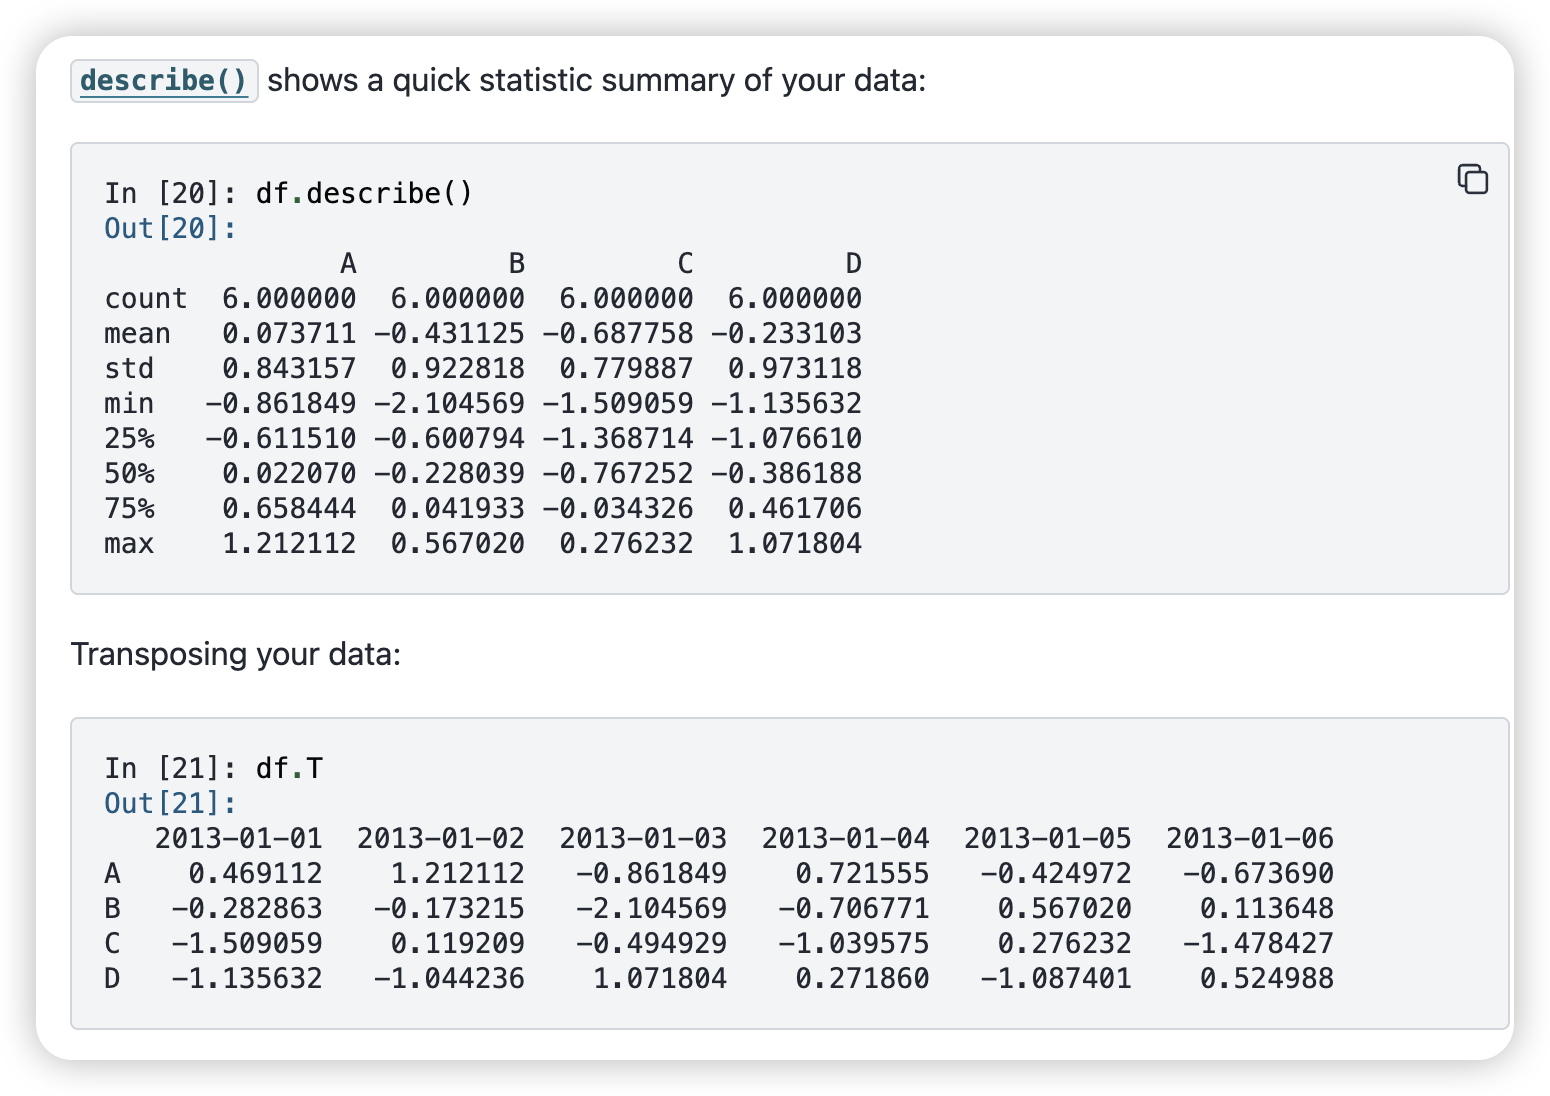 describe() shows a quick statistic summary of your data:
In [20]: df.describe()
Out[20]:
              A         B         C         D
count  6.000000  6.000000  6.000000  6.000000
mean   0.073711 -0.431125 -0.687758 -0.233103
std    0.843157  0.922818  0.779887  0.973118
min   -0.861849 -2.104569 -1.509059 -1.135632
25%   -0.611510 -0.600794 -1.368714 -1.076610
50%    0.022070 -0.228039 -0.767252 -0.386188
75%    0.658444  0.041933 -0.034326  0.461706
max    1.212112  0.567020  0.276232  1.071804
Transposing your data:
In [21]: df.T
Out[21]:
   2013-01-01  2013-01-02  2013-01-03  2013-01-04  2013-01-05  2013-01-06
A    0.469112    1.212112   -0.861849    0.721555   -0.424972   -0.673690
B   -0.282863   -0.173215   -2.104569   -0.706771    0.567020    0.113648
C   -1.509059    0.119209   -0.494929   -1.039575    0.276232   -1.478427
D   -1.135632   -1.044236    1.071804    0.271860   -1.087401    0.524988